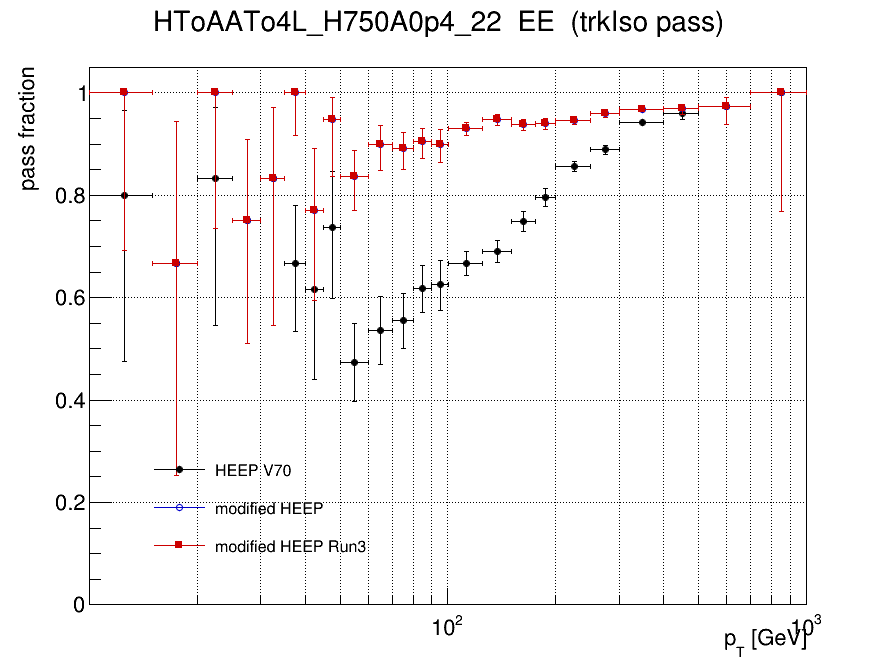 HToAATo4L_H750A0p4_22 EE (trkIso pass)
pass fraction
1
0.8
0.6
0.4
0.2
0
HEEP V70
modified HEEP
modified HEEP Run3
10²
10³
p_T [GeV]